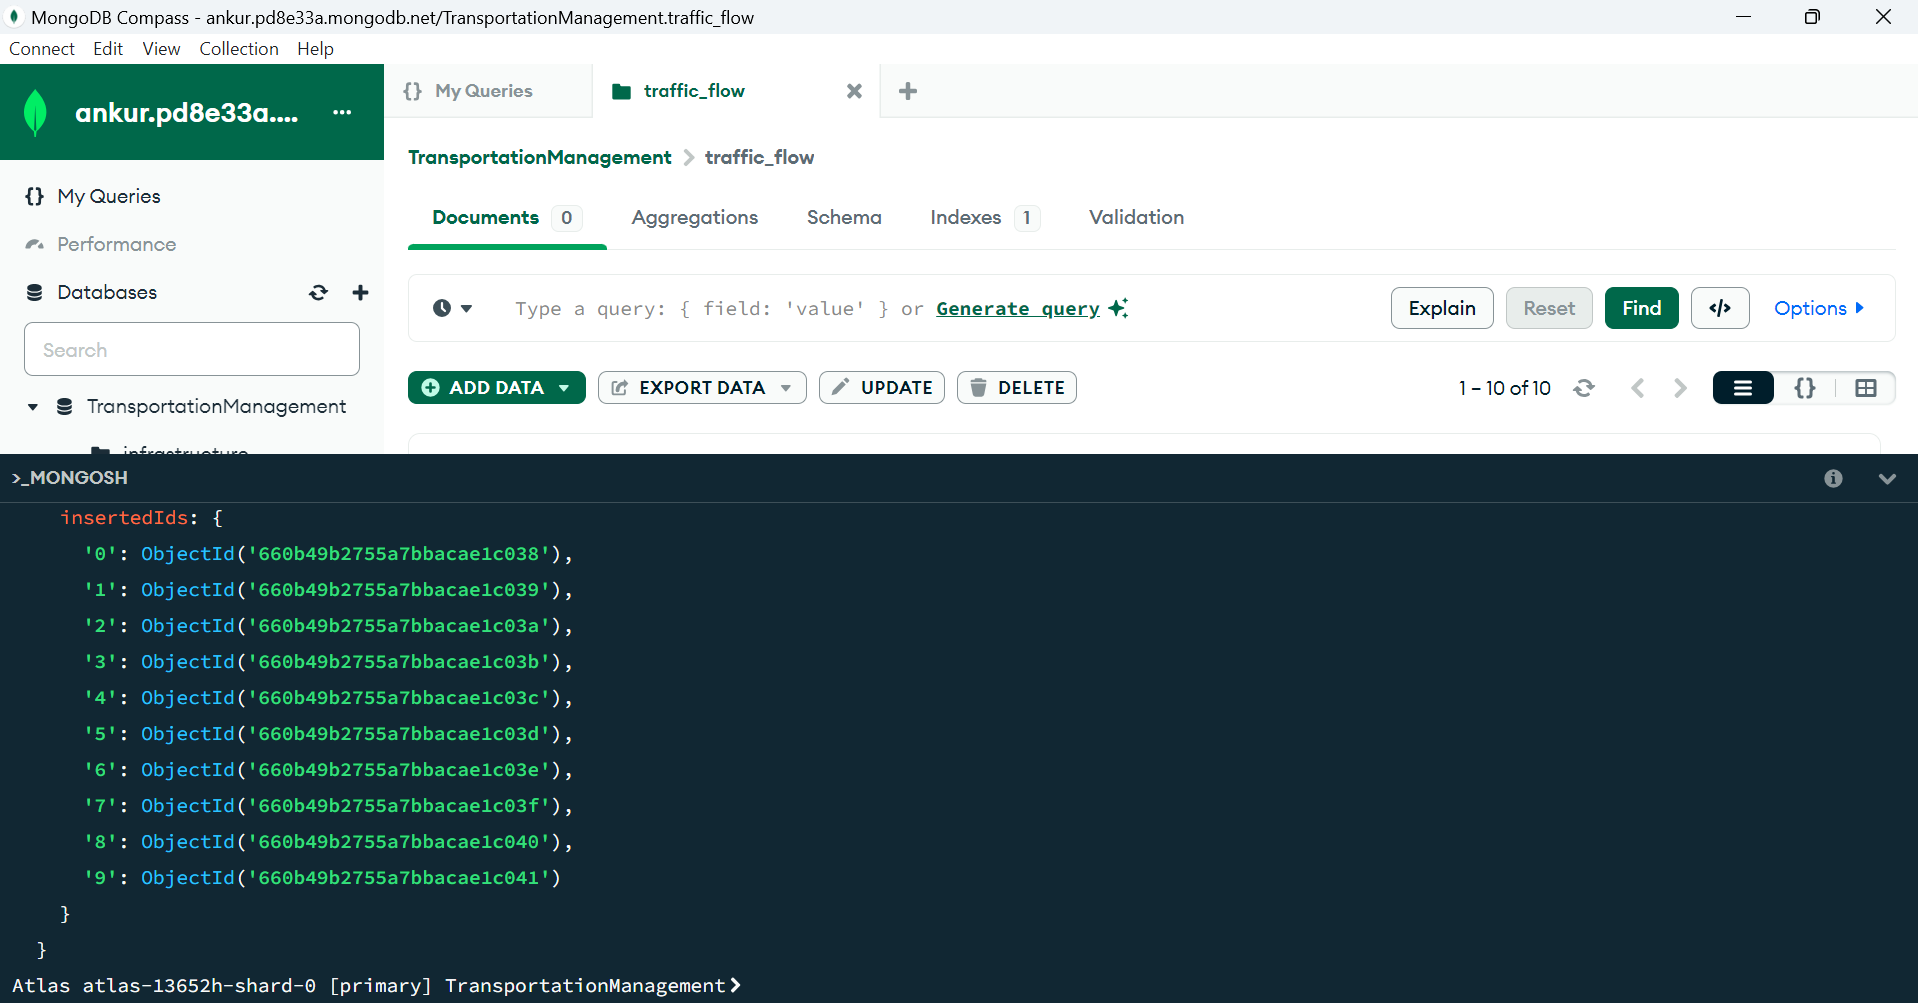 MongoDB Compass - ankur.pd8e33a.mongodb.net/TransportationManagement.traffic_flow
Connect Edit View Collection Help
ankur.pd8e33a.... •••
{} My Queries
Performance
Databases
Search
TransportationManagement
infrastructure
{} My Queries
traffic_flow
TransportationManagement > traffic_flow
Documents 0 Aggregations Schema Indexes 1 Validation
Type a query: { field: 'value' } or Generate query
Explain Reset Find </> Options
ADD DATA EXPORT DATA UPDATE DELETE
1 – 10 of 10 {}
>_MONGOSH
insertedIds: {
'0': ObjectId('660b49b2755a7bbacae1c038'),
'1': ObjectId('660b49b2755a7bbacae1c039'),
'2': ObjectId('660b49b2755a7bbacae1c03a'),
'3': ObjectId('660b49b2755a7bbacae1c03b'),
'4': ObjectId('660b49b2755a7bbacae1c03c'),
'5': ObjectId('660b49b2755a7bbacae1c03d'),
'6': ObjectId('660b49b2755a7bbacae1c03e'),
'7': ObjectId('660b49b2755a7bbacae1c03f'),
'8': ObjectId('660b49b2755a7bbacae1c040'),
'9': ObjectId('660b49b2755a7bbacae1c041')
}
}
Atlas atlas-13652h-shard-0 [primary] TransportationManagement>